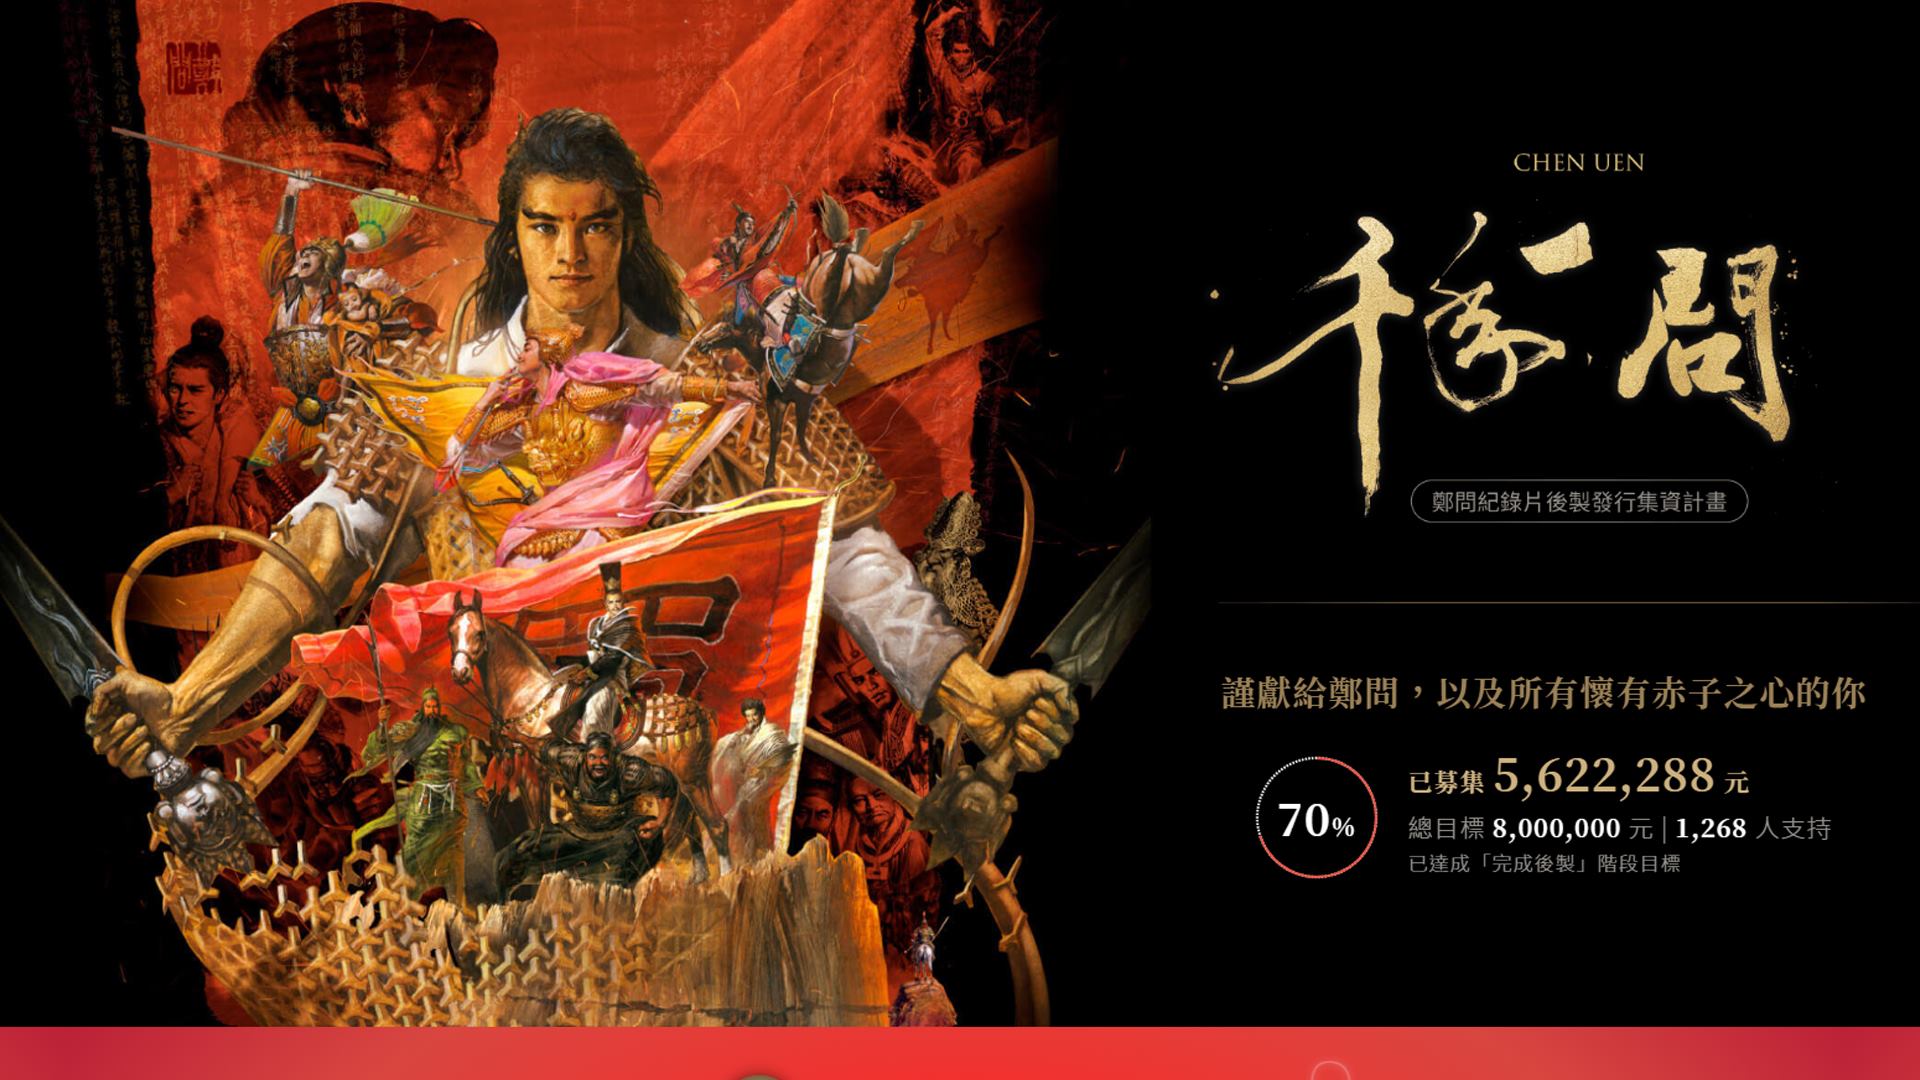 CHEN UEN
千年一問
鄭問紀錄片後製發行集資計畫
謹獻給鄭問，以及所有懷有赤子之心的你
70%
已募集 5,622,288 元
總目標 8,000,000 元 | 1,268 人支持
已達成「完成後製」階段目標